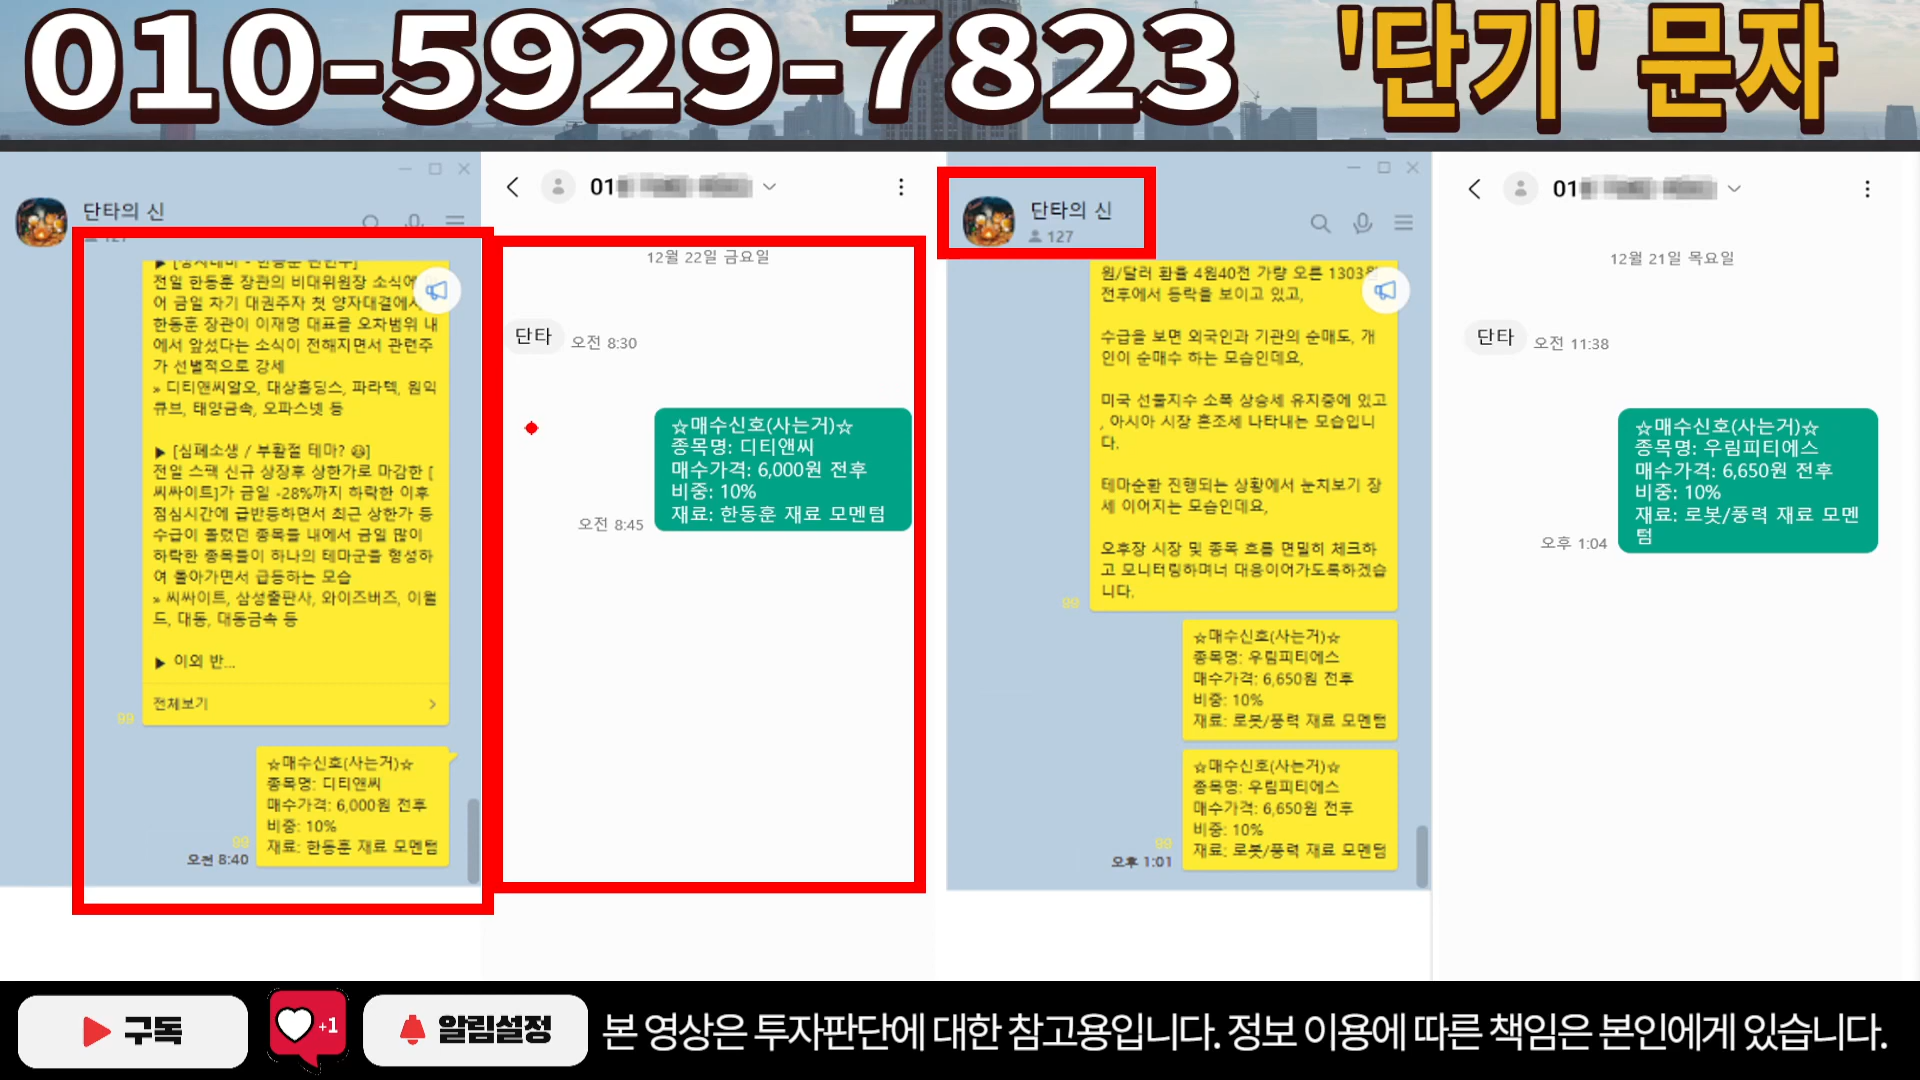 010-5929-7823 '단기' 문자
단타의 신
전일 한동훈 장관의 비대위원장 소식에
어 금일 차기 대권주자 첫 양자대결에서
한동훈 장관이 이재명 대표를 오차범위 내
에서 앞섰다는 소식이 전해지면서 관련주
가 선별적으로 강세
» 디티앤씨알오, 대상홀딩스, 파라텍, 원익
큐브, 태양금속, 오파스넷 등
▶ [심폐소생 / 부활절 테마? 😆]
전일 스팩 신규 상장후 상한가로 마감한 [
씨싸이트]가 금일 -28%까지 하락한 이후
점심시간에 급반등하면서 최근 상한가 등
수급이 몰렸던 종목들 내에서 금일 많이
하락한 종목들이 하나의 테마군을 형성하
여 돌아가면서 급등하는 모습
» 씨싸이트, 삼성출판사, 와이즈버즈, 이월
드, 대동, 대동금속 등
▶ 이외 반...
전체보기
99
☆매수신호(사는거)☆
종목명: 디티앤씨
매수가격: 6,000원 전후
비중: 10%
재료: 한동훈 재료 모멘텀
99
오전 8:40
01
12월 22일 금요일
단타
오전 8:30
☆매수신호(사는거)☆
종목명: 디티앤씨
매수가격: 6,000원 전후
비중: 10%
재료: 한동훈 재료 모멘텀
오전 8:45
단타의 신
127
원/달러 환율 4원40전 가량 오른 1303원
전후에서 등락을 보이고 있고,
수급을 보면 외국인과 기관의 순매도, 개
인이 순매수 하는 모습인데요,
미국 선물지수 소폭 상승세 유지중에 있고
, 아시아 시장 혼조세 나타내는 모습입니
다.
테마순환 진행되는 상황에서 눈치보기 장
세 이어지는 모습인데요,
오후장 시장 및 종목 흐름 면밀히 체크하
고 모니터링하며너 대응이어가도록하겠습
니다.
99
☆매수신호(사는거)☆
종목명: 우림피티에스
매수가격: 6,650원 전후
비중: 10%
재료: 로봇/풍력 재료 모멘텀
☆매수신호(사는거)☆
종목명: 우림피티에스
매수가격: 6,650원 전후
비중: 10%
재료: 로봇/풍력 재료 모멘텀
99
오후 1:01
01
12월 21일 목요일
단타
오전 11:38
☆매수신호(사는거)☆
종목명: 우림피티에스
매수가격: 6,650원 전후
비중: 10%
재료: 로봇/풍력 재료 모멘
텀
오후 1:04
구독
+1
알림설정
본 영상은 투자판단에 대한 참고용입니다. 정보 이용에 따른 책임은 본인에게 있습니다.